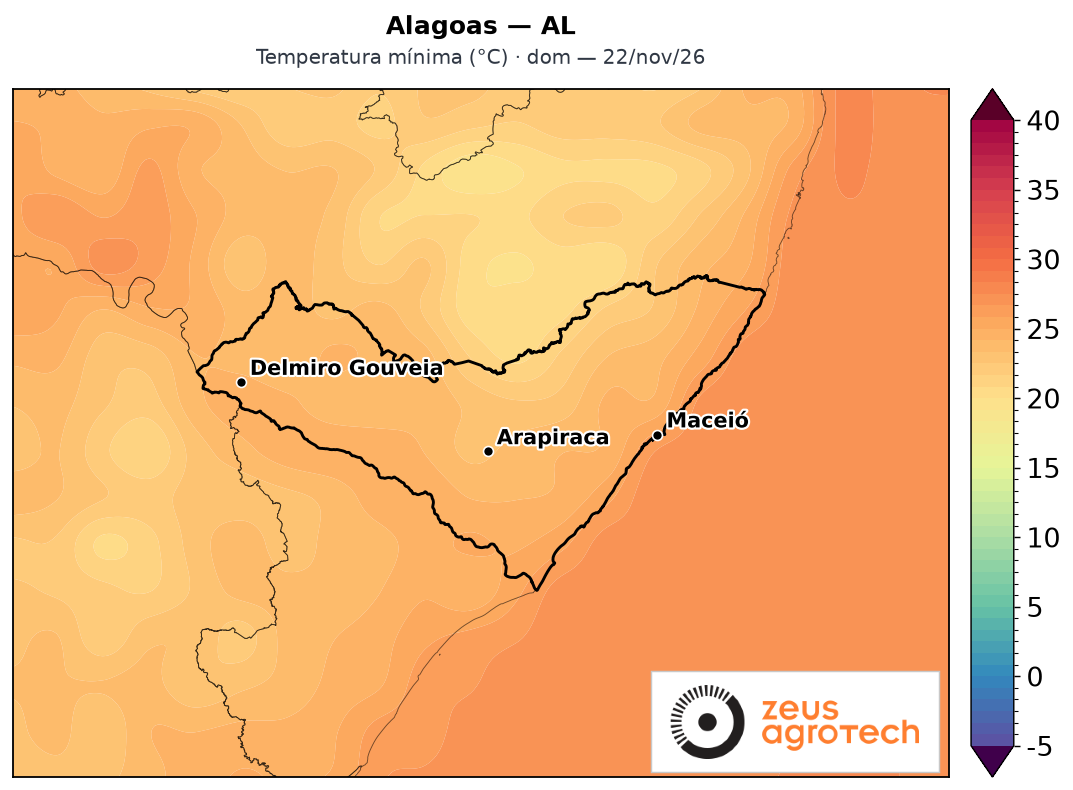 Alagoas — AL
Temperatura mínima (°C) · dom — 22/nov/26
40
35
30
25
20
15
10
5
0
-5
Delmiro Gouveia
Arapiraca
Maceió
zeus
agrotech